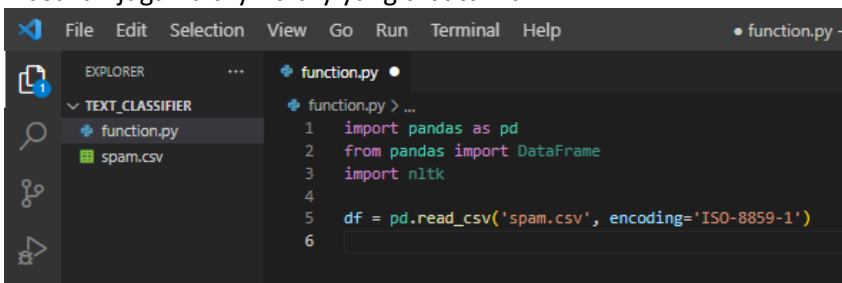 File Edit Selection View Go Run Terminal Help ● function.py -
EXPLORER ...
TEXT_CLASSIFIER
function.py
spam.csv
1
function.py ●
function.py > ...
1 import pandas as pd
2 from pandas import DataFrame
3 import nltk
4
5 df = pd.read_csv('spam.csv', encoding='ISO-8859-1')
6